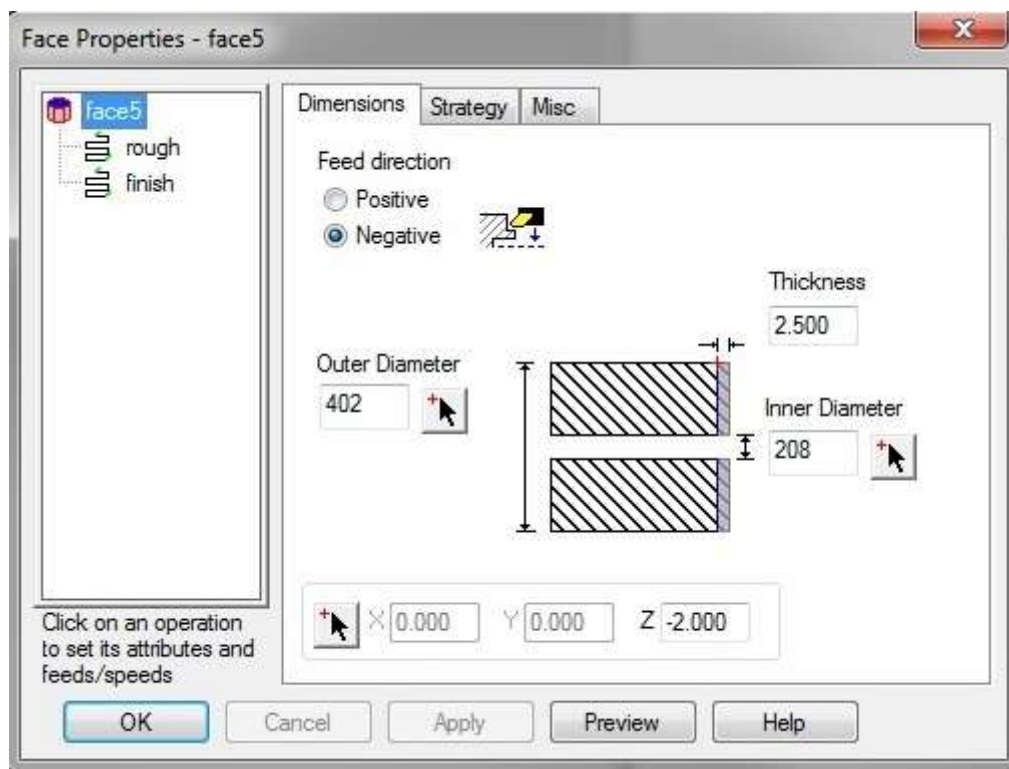 Face Properties - face5
face5
rough
finish
Click on an operation
to set its attributes and
feeds/speeds
Dimensions Strategy Misc
Feed direction
Positive
Negative
Thickness
2.500
Outer Diameter
402
Inner Diameter
208
X 0.000 Y 0.000 Z -2.000
OK Cancel Apply Preview Help